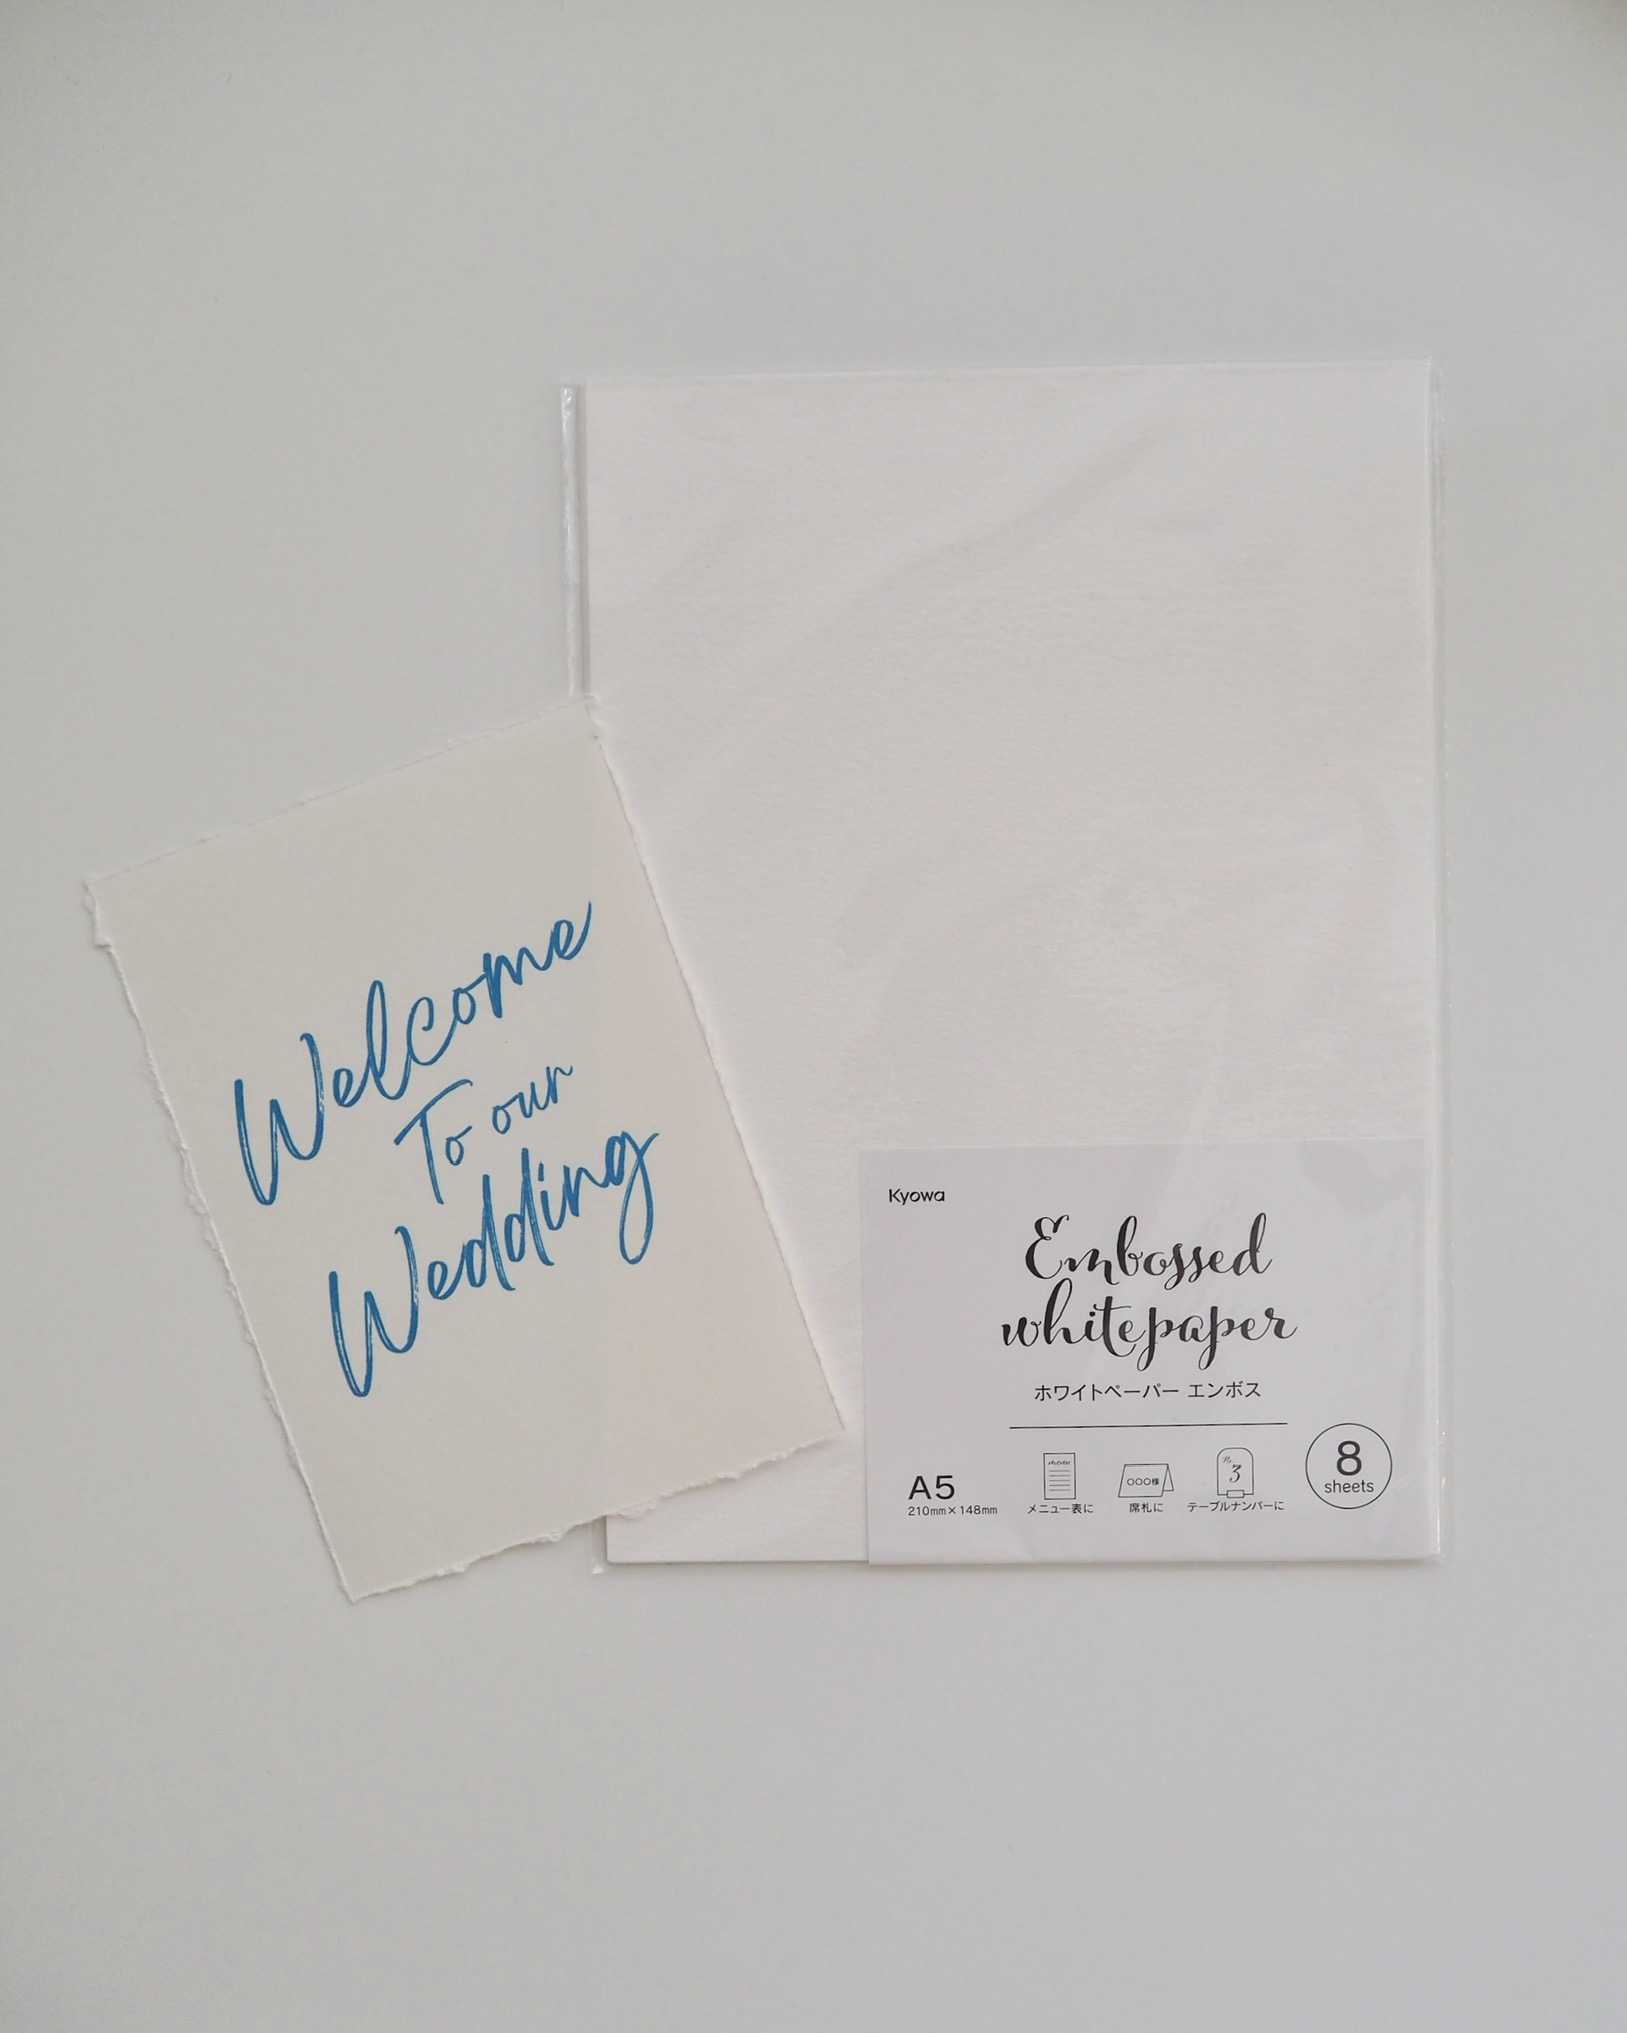 Welcome
To our
Wedding
Kyowa
Embossed
whitepaper
ホワイトペーパー エンボス
A5
210mm×148mm
メニュー表に
○○○様
席札に
No.
3
テーブルナンバーに
8
sheets